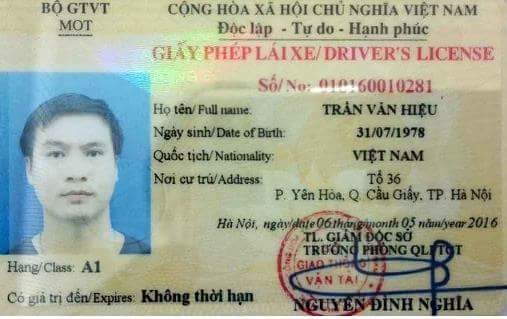 BỘ GTVT
MOT
CỘNG HÒA XÃ HỘI CHỦ NGHĨA VIỆT NAM
Độc lập - Tự do - Hạnh phúc
GIẤY PHÉP LÁI XE/ DRIVER'S LICENSE
Số/ No: 010160010281
Họ tên/ Full name: TRẦN VĂN HIỆU
Ngày sinh/Date of Birth: 31/07/1978
Quốc tịch/ Nationality: VIỆT NAM
Nơi cư trú/Address: Tổ 36
P. Yên Hòa, Q. Cầu Giấy, TP. Hà Nội
Hà Nội, ngày/date 06 tháng/month 05 năm/year 2016
TL. GIÁM ĐỐC SỞ
TRƯỞNG PHÒNG QLPTGT
GIAO THÔNG
VẬN TẢI
Hạng/Class: A1
Có giá trị đến/Expires: Không thời hạn
NGUYỄN ĐÌNH NGHĨA